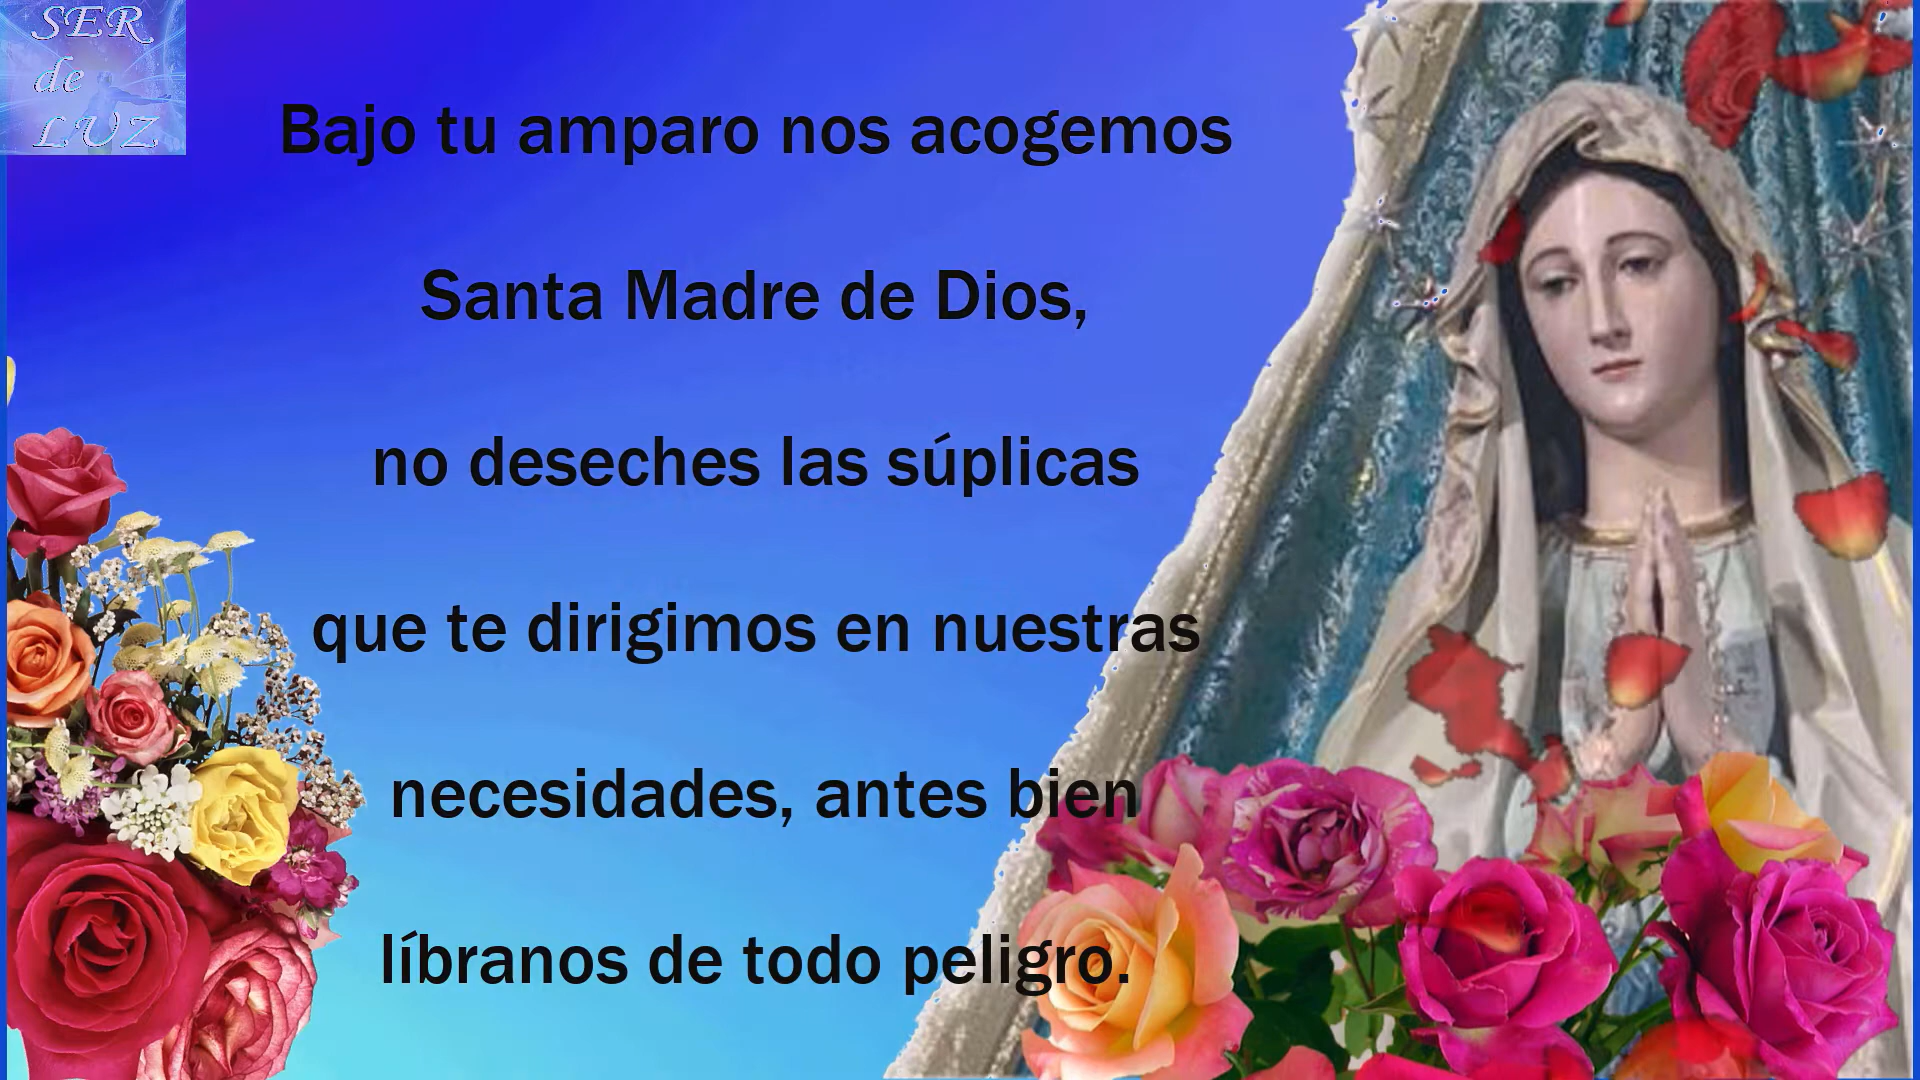 SER
de
LUZ
Bajo tu amparo nos acogemos
Santa Madre de Dios,
no deseches las súplicas
que te dirigimos en nuestras
necesidades, antes bien
líbranos de todo peligro.